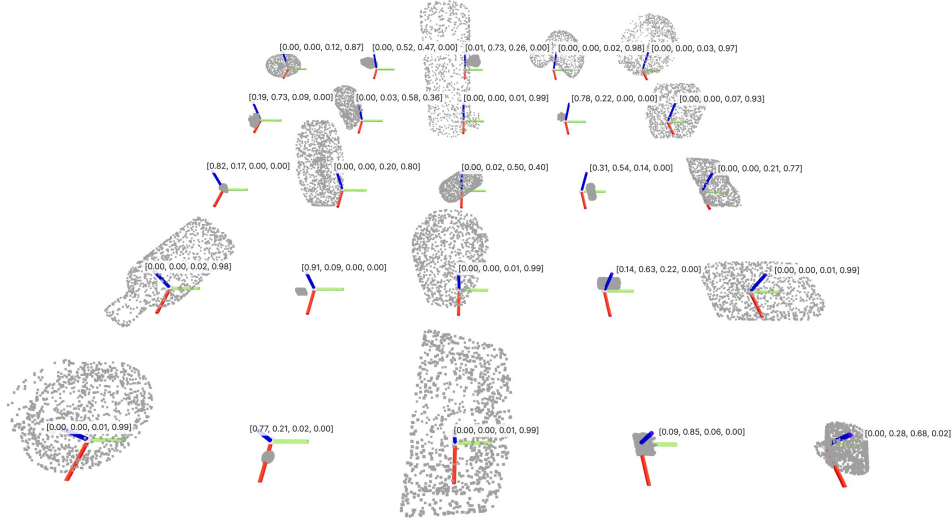 [0.00, 0.00, 0.12, 0.87]
[0.00, 0.52, 0.47, 0.00]
[0.01, 0.73, 0.26, 0.00]
[0.00, 0.00, 0.02, 0.98]
[0.00, 0.00, 0.03, 0.97]
[0.19, 0.73, 0.09, 0.00]
[0.00, 0.03, 0.58, 0.36]
[0.00, 0.00, 0.01, 0.99]
[0.78, 0.22, 0.00, 0.00]
[0.00, 0.00, 0.07, 0.93]
[0.82, 0.17, 0.00, 0.00]
[0.00, 0.00, 0.20, 0.80]
[0.00, 0.02, 0.50, 0.40]
[0.31, 0.54, 0.14, 0.00]
[0.00, 0.00, 0.21, 0.77]
[0.00, 0.00, 0.02, 0.98]
[0.91, 0.09, 0.00, 0.00]
[0.00, 0.00, 0.01, 0.99]
[0.14, 0.63, 0.22, 0.00]
[0.00, 0.00, 0.01, 0.99]
[0.00, 0.00, 0.01, 0.99]
[0.77, 0.21, 0.02, 0.00]
[0.00, 0.00, 0.01, 0.99]
[0.09, 0.85, 0.06, 0.00]
[0.00, 0.28, 0.68, 0.02]